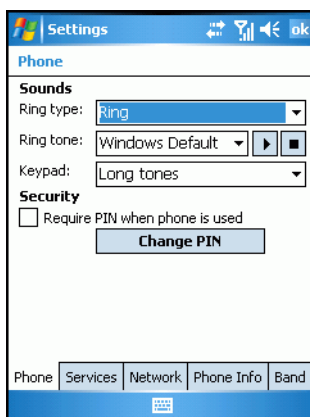 Settings ok
Phone
Sounds
Ring type: Ring
Ring tone: Windows Default
Keypad: Long tones
Security
Require PIN when phone is used
Change PIN
Phone Services Network Phone Info Band